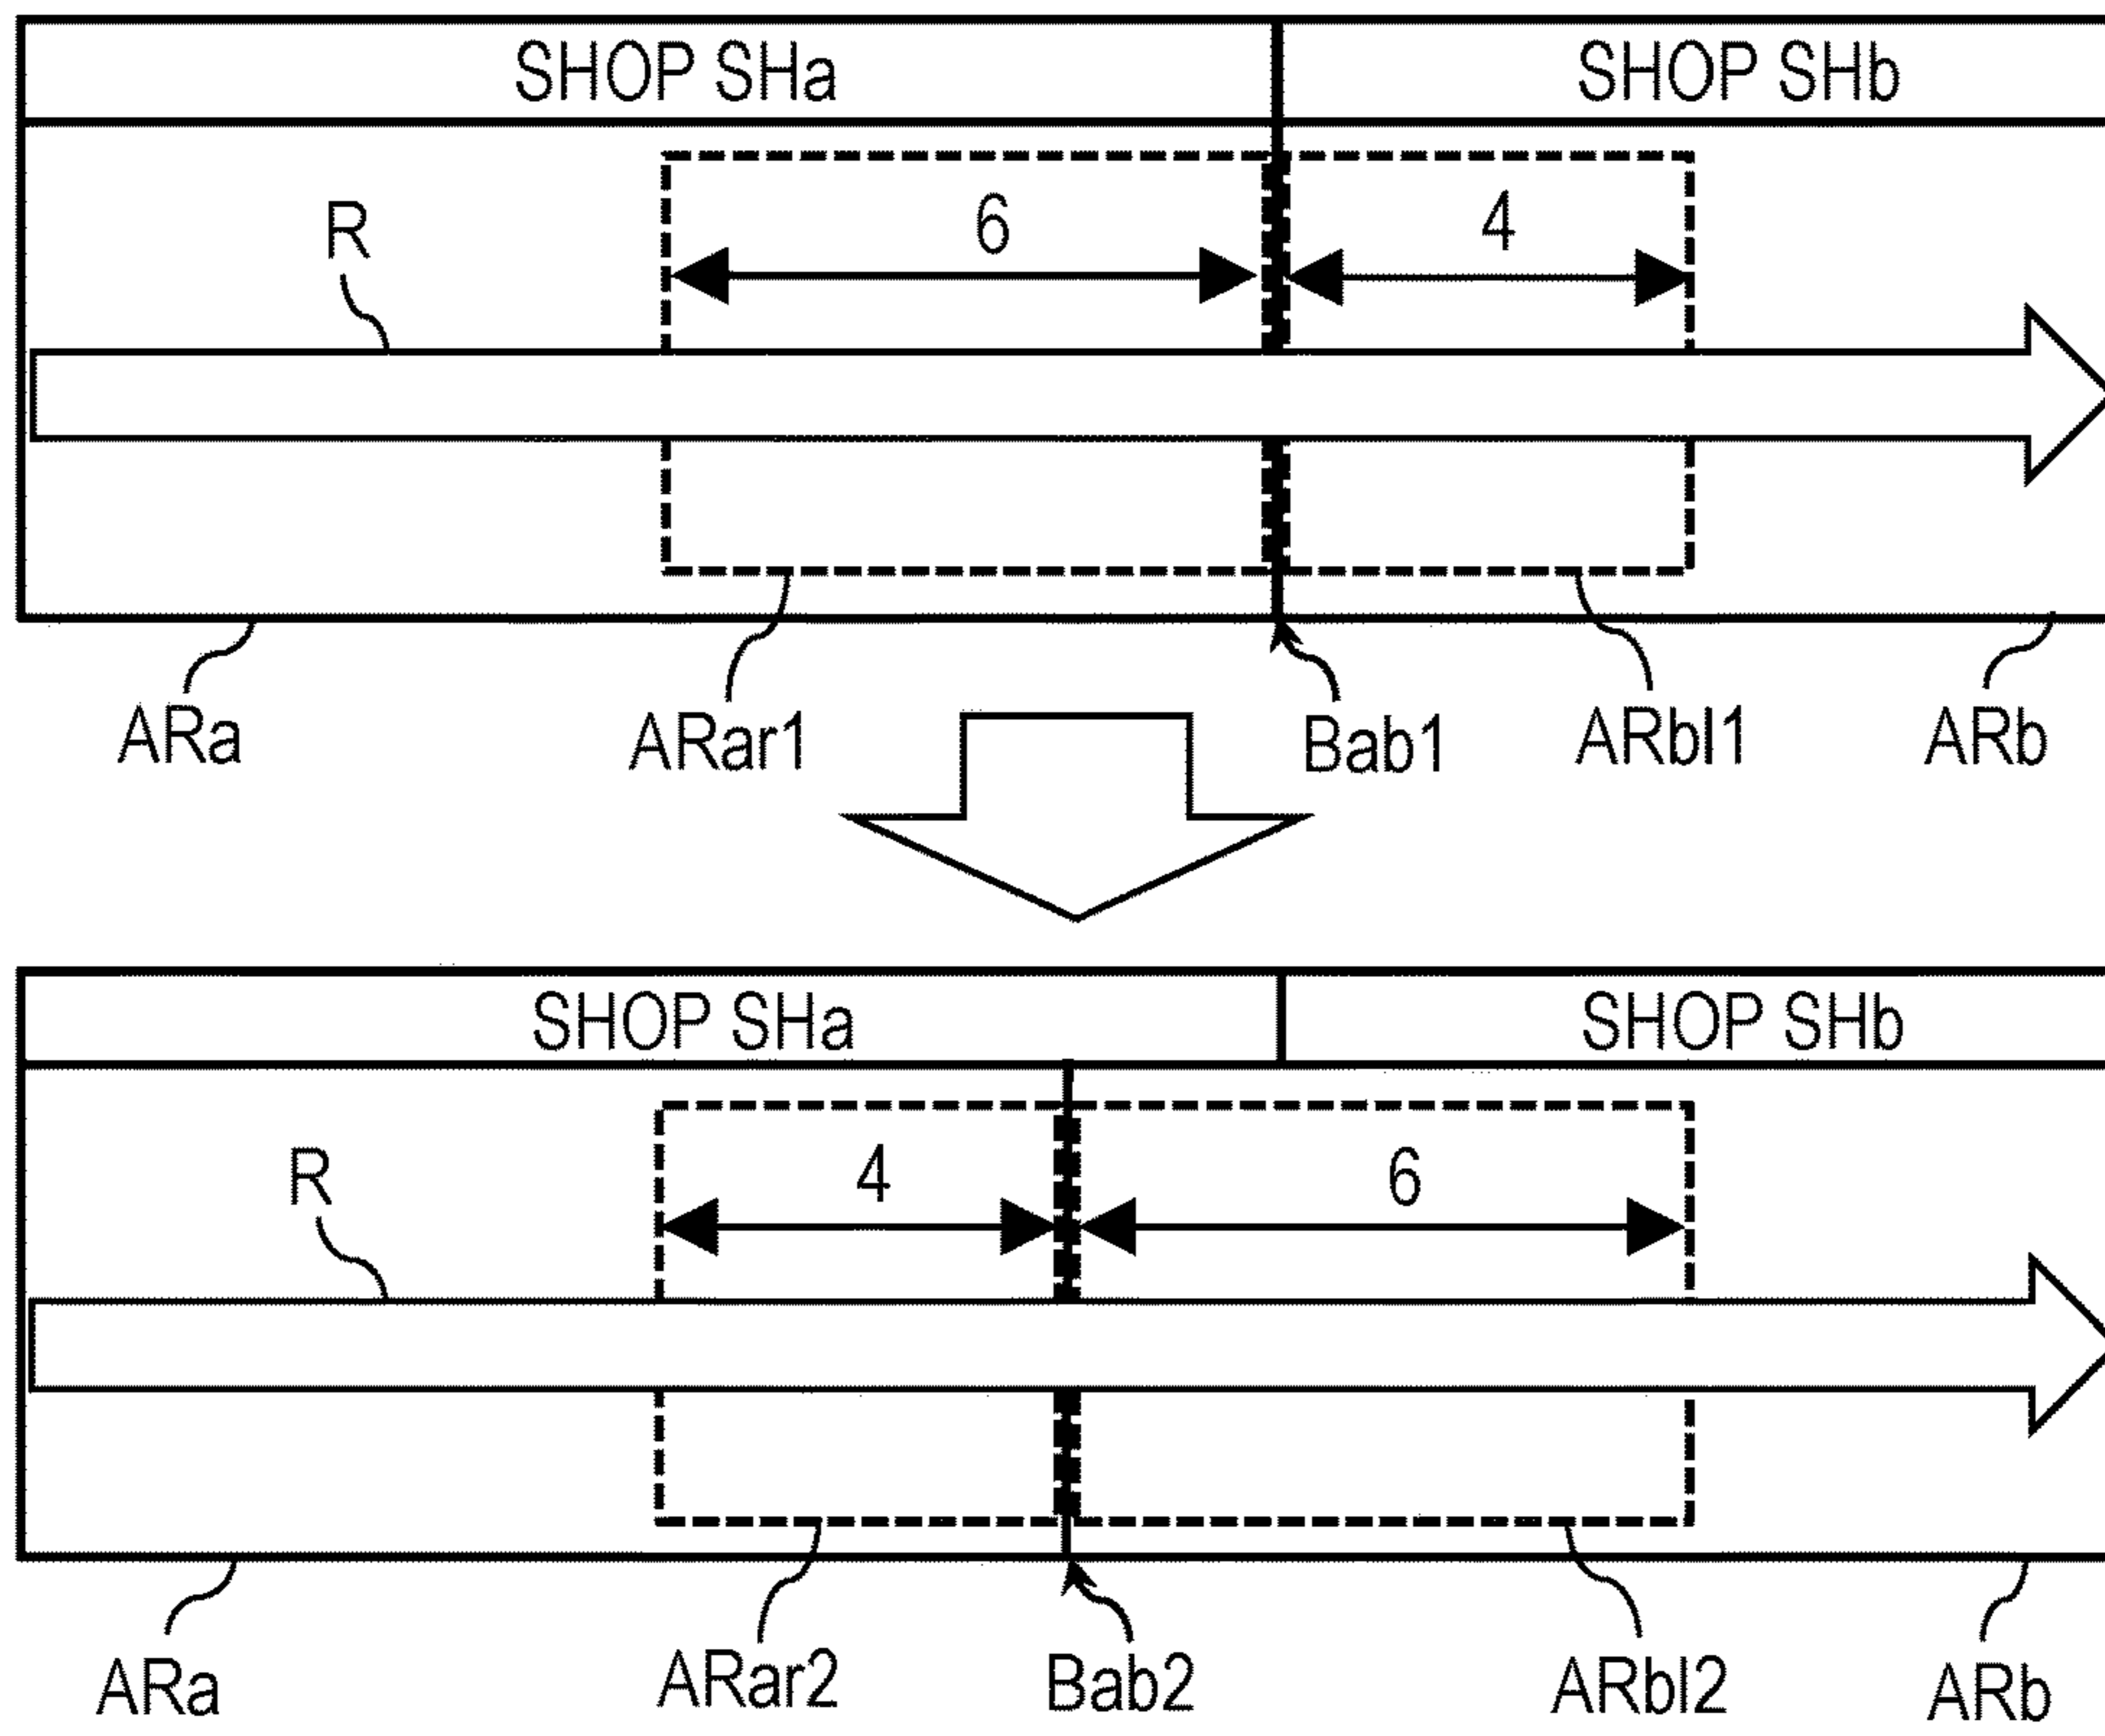 SHOP SHa SHOP SHb
R 6 4
ARa ARar1 Bab1 ARbl1 ARb
SHOP SHa SHOP SHb
R 4 6
ARa ARar2 Bab2 ARbl2 ARb